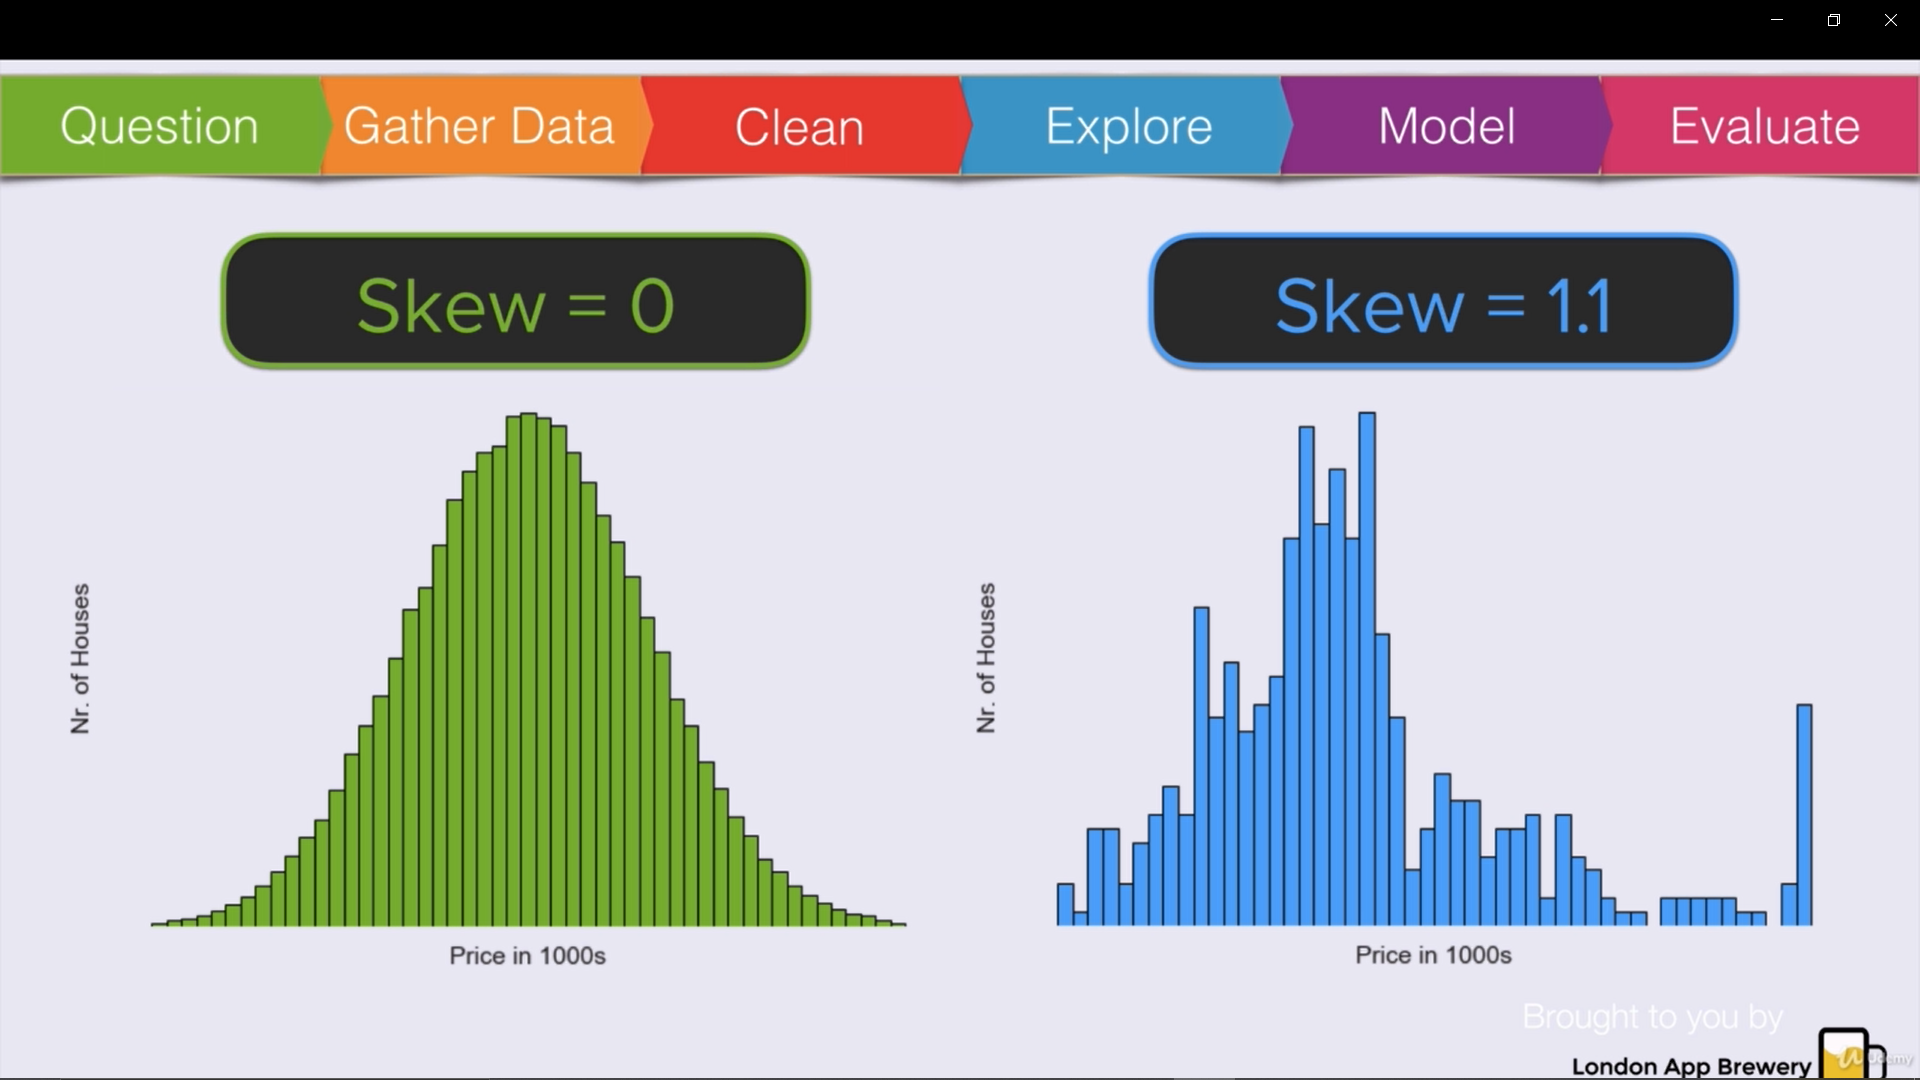 Question
Gather Data
Clean
Explore
Model
Evaluate
Skew = 0
Skew = 1.1
Nr. of Houses
Price in 1000s
Nr. of Houses
Price in 1000s
Brought to you by
London App Brewery
Udemy